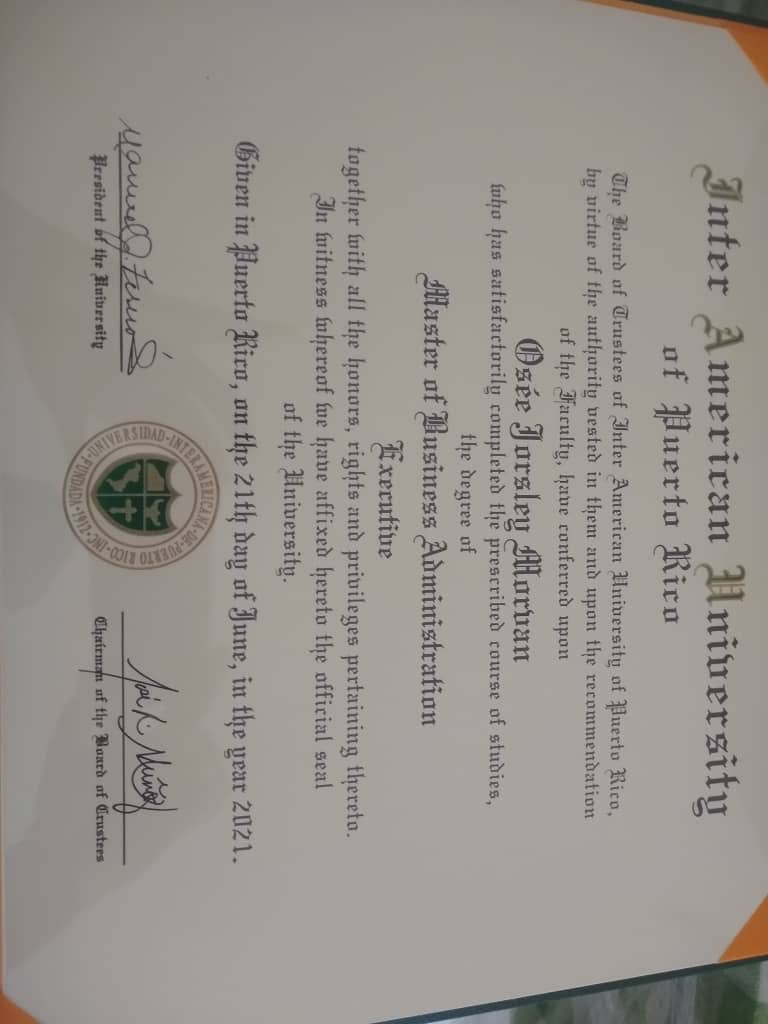 Inter American University
of Puerto Rico
The Board of Trustees of Inter American University of Puerto Rico,
by virtue of the authority vested in them and upon the recommendation
of the Faculty, have conferred upon
Osée Jorsley Morvan
who has satisfactorily completed the prescribed course of studies,
the degree of
Master of Business Administration
Executive
together with all the honors, rights and privileges pertaining thereto.
In witness whereof we have affixed hereto the official seal
of the University.
Given in Puerto Rico, on the 21th day of June, in the year 2021.
President of the University
UNIVERSIDAD·INTERAMERICANA·DE·PUERTO RICO·INC·1912·FUNDADA·
Chairman of the Board of Trustees